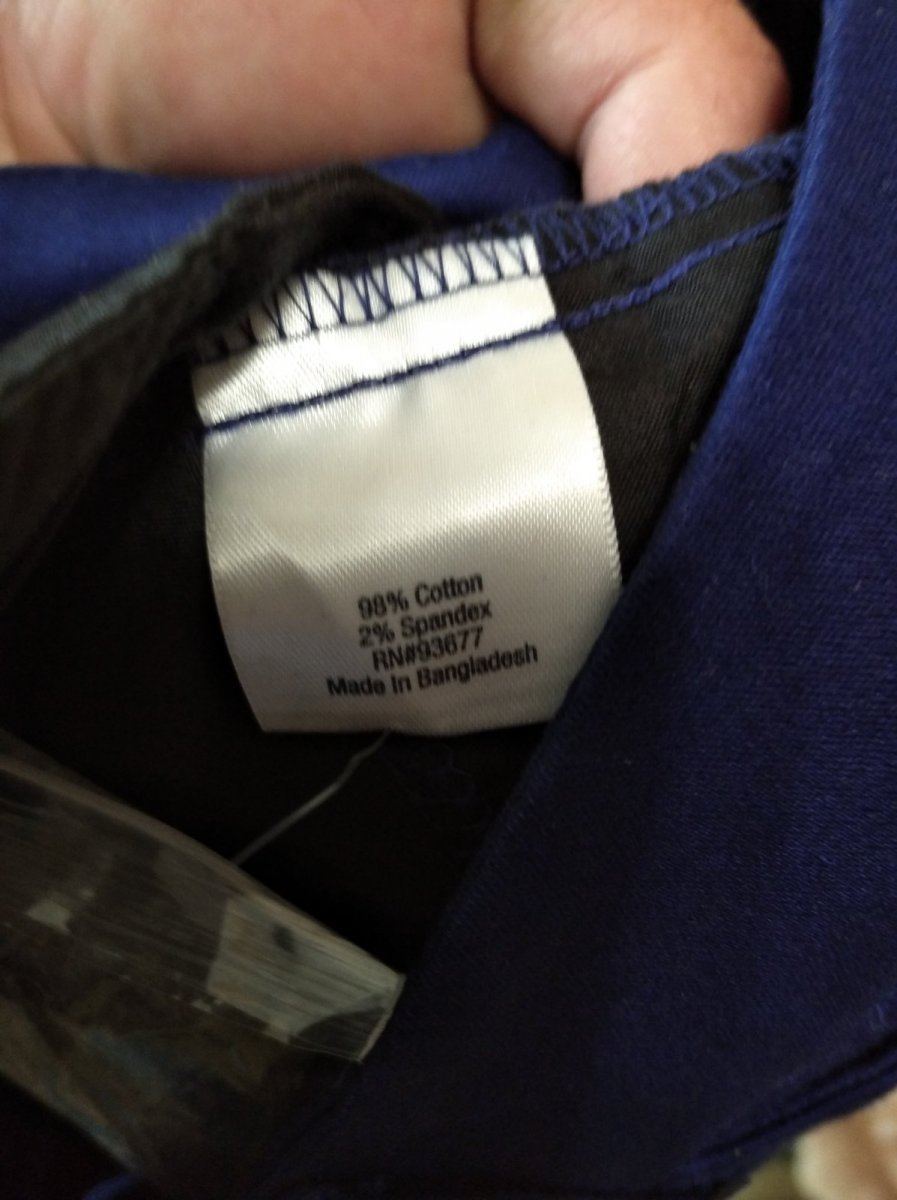 98% Cotton
2% Spandex
RN#93677
Made In Bangladesh